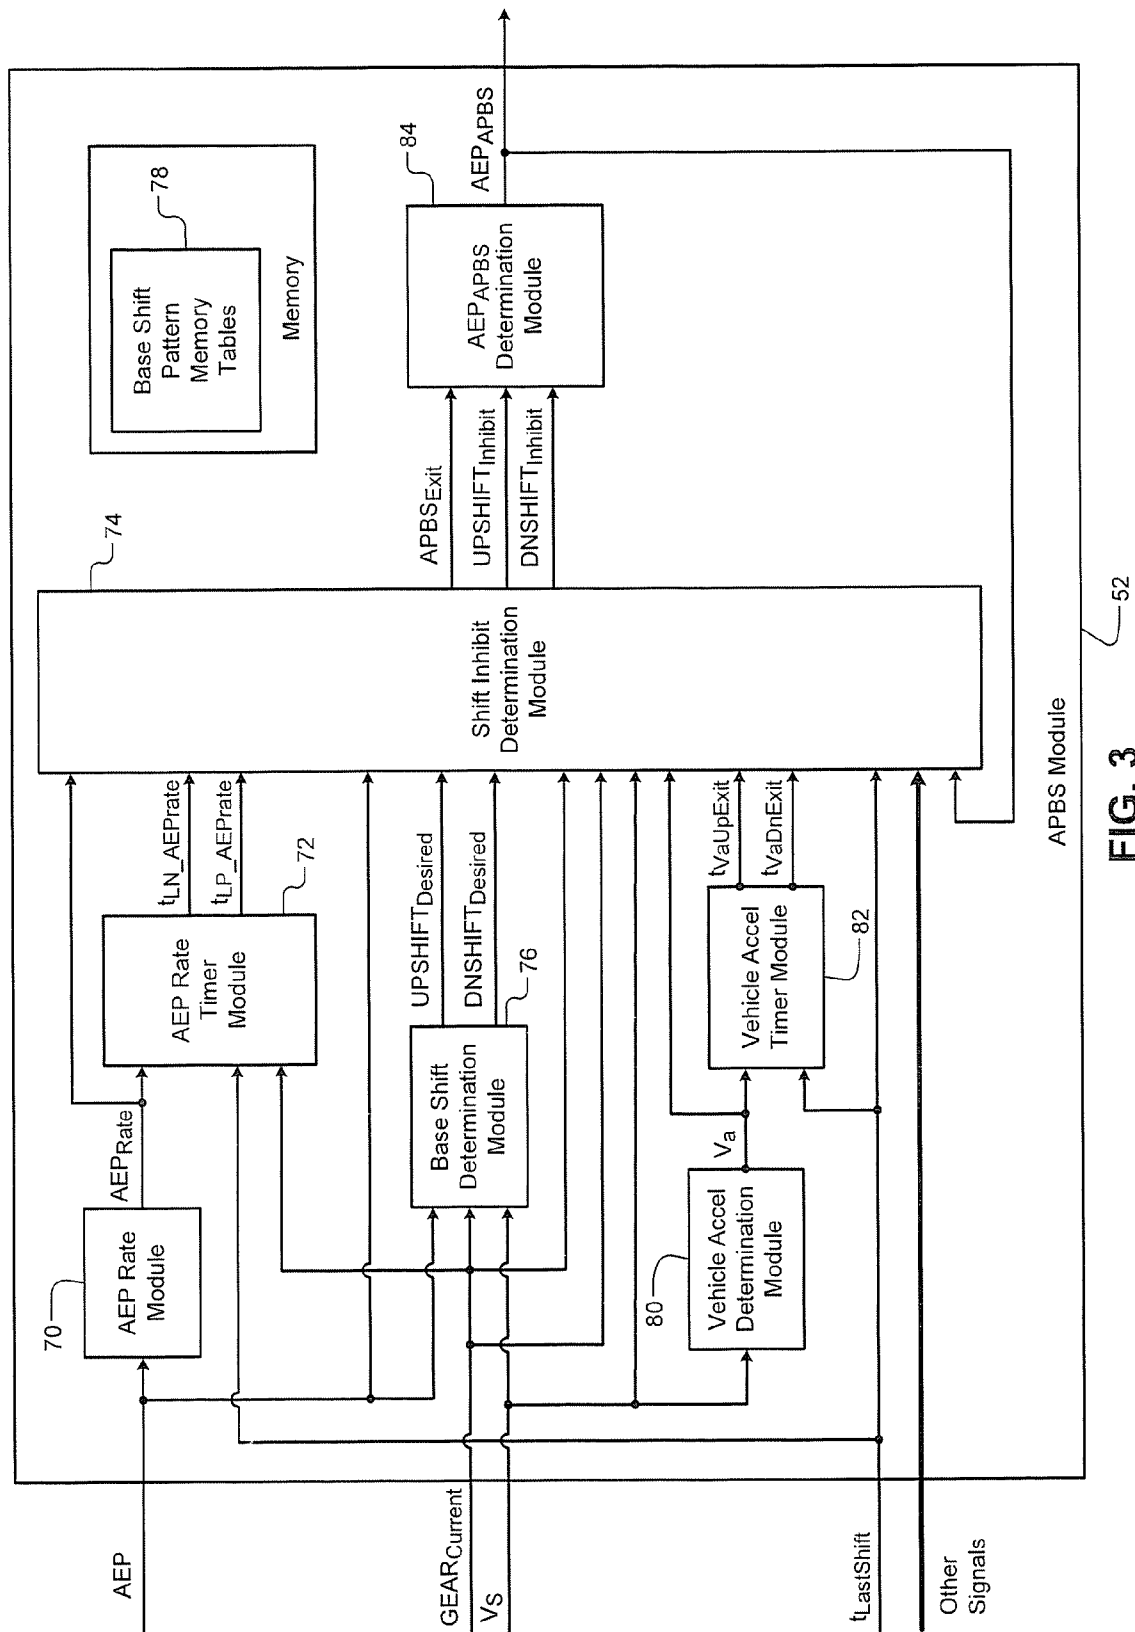 AEP
GEARCurrent
VS
tLastShift
Other
Signals
70
AEP Rate
Module
AEPRate
AEP Rate
Timer
Module
72
tLN_AEPrate
tLP_AEPrate
Base Shift
Determination
Module
76
UPSHIFTDesired
DNSHIFTDesired
80
Vehicle Accel
Determination
Module
Va
Vehicle Accel
Timer Module
82
tVaUpExit
tVaDnExit
74
Shift Inhibit
Determination
Module
APBSExit
UPSHIFTInhibit
DNSHIFTInhibit
Base Shift
Pattern
Memory
Tables
78
Memory
AEPAPBS
Determination
Module
84
AEPAPBS
APBS Module
52
FIG. 3